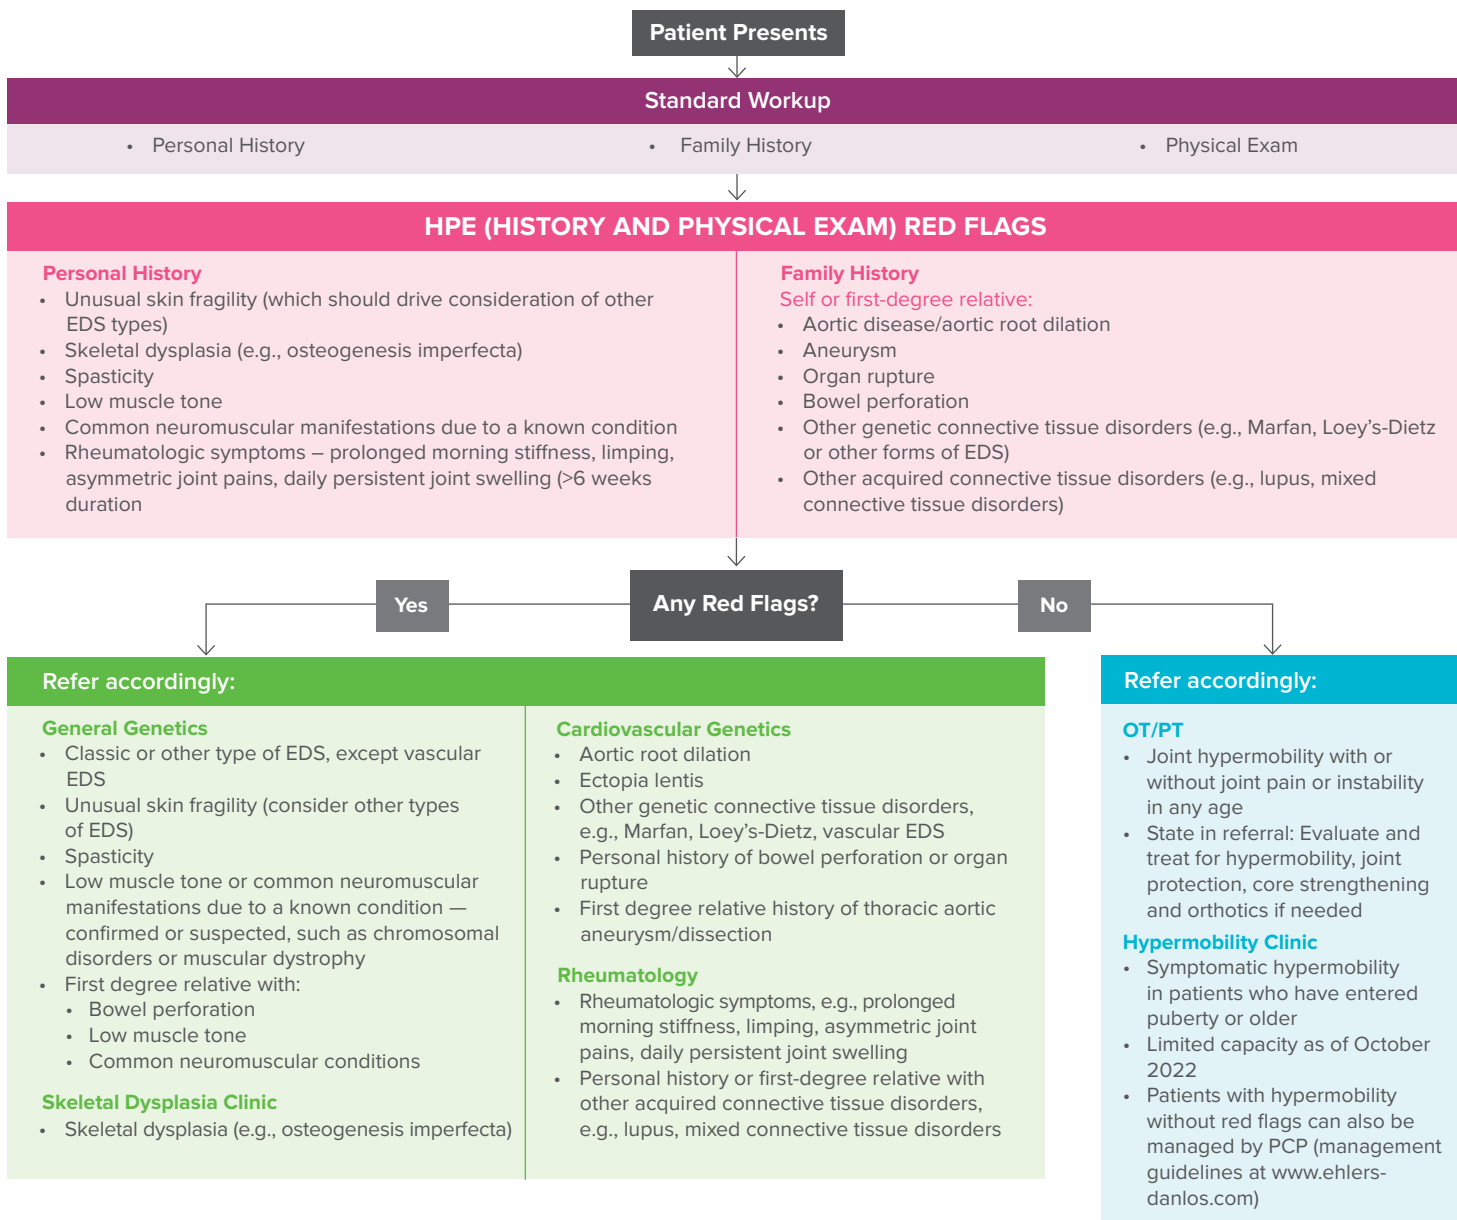 Patient Presents
Standard Workup
• Personal History
• Family History
• Physical Exam
HPE (HISTORY AND PHYSICAL EXAM) RED FLAGS
Personal History
• Unusual skin fragility (which should drive consideration of other
EDS types)
• Skeletal dysplasia (e.g., osteogenesis imperfecta)
• Spasticity
• Low muscle tone
• Common neuromuscular manifestations due to a known condition
• Rheumatologic symptoms – prolonged morning stiffness, limping,
asymmetric joint pains, daily persistent joint swelling (>6 weeks
duration
Family History
Self or first-degree relative:
• Aortic disease/aortic root dilation
• Aneurysm
• Organ rupture
• Bowel perforation
• Other genetic connective tissue disorders (e.g., Marfan, Loey's-Dietz
or other forms of EDS)
• Other acquired connective tissue disorders (e.g., lupus, mixed
connective tissue disorders)
Yes
Any Red Flags?
No
Refer accordingly:
General Genetics
• Classic or other type of EDS, except vascular
EDS
• Unusual skin fragility (consider other types
of EDS)
• Spasticity
• Low muscle tone or common neuromuscular
manifestations due to a known condition —
confirmed or suspected, such as chromosomal
disorders or muscular dystrophy
• First degree relative with:
• Bowel perforation
• Low muscle tone
• Common neuromuscular conditions
Skeletal Dysplasia Clinic
• Skeletal dysplasia (e.g., osteogenesis imperfecta)
Cardiovascular Genetics
• Aortic root dilation
• Ectopia lentis
• Other genetic connective tissue disorders,
e.g., Marfan, Loey's-Dietz, vascular EDS
• Personal history of bowel perforation or organ
rupture
• First degree relative history of thoracic aortic
aneurysm/dissection
Rheumatology
• Rheumatologic symptoms, e.g., prolonged
morning stiffness, limping, asymmetric joint
pains, daily persistent joint swelling
• Personal history or first-degree relative with
other acquired connective tissue disorders,
e.g., lupus, mixed connective tissue disorders
Refer accordingly:
OT/PT
• Joint hypermobility with or
without joint pain or instability
in any age
• State in referral: Evaluate and
treat for hypermobility, joint
protection, core strengthening
and orthotics if needed
Hypermobility Clinic
• Symptomatic hypermobility
in patients who have entered
puberty or older
• Limited capacity as of October
2022
• Patients with hypermobility
without red flags can also be
managed by PCP (management
guidelines at www.ehlers-
danlos.com)